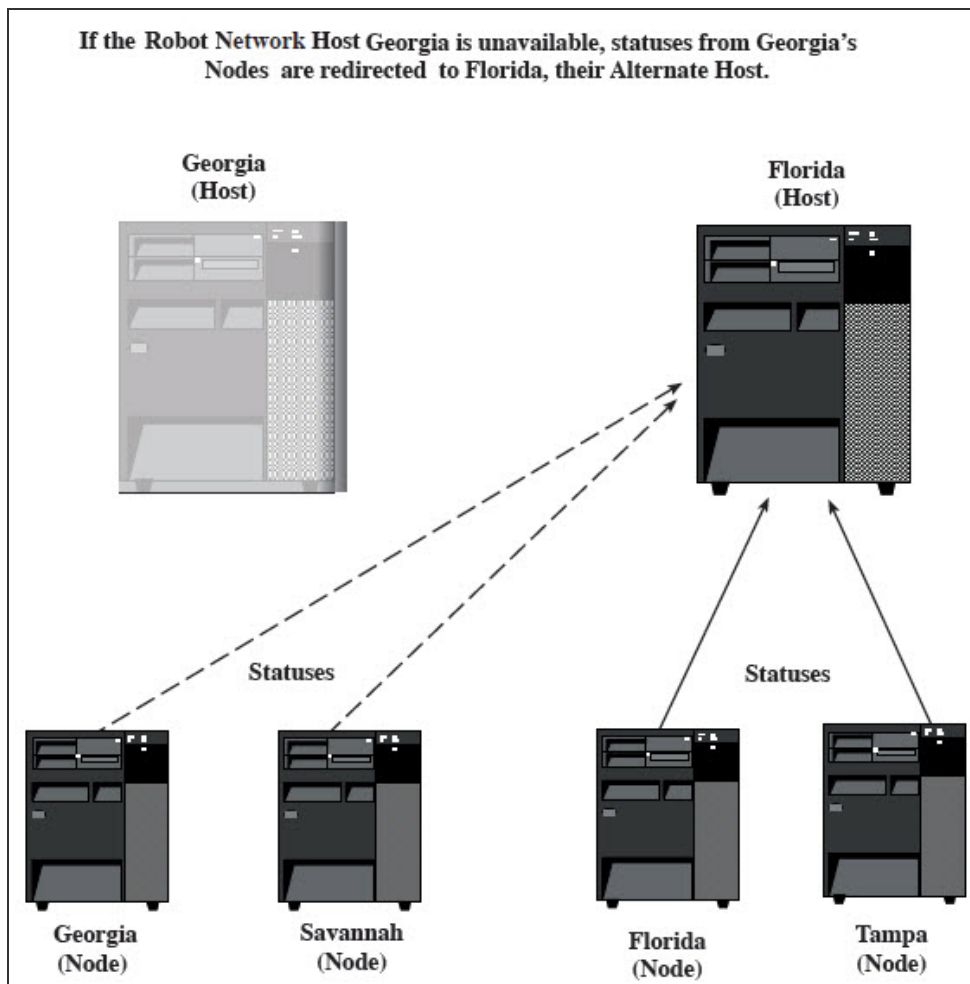 If the Robot Network Host Georgia is unavailable, statuses from Georgia's
Nodes are redirected to Florida, their Alternate Host.
Georgia
(Host)
Florida
(Host)
Statuses
Statuses
Georgia
(Node)
Savannah
(Node)
Florida
(Node)
Tampa
(Node)